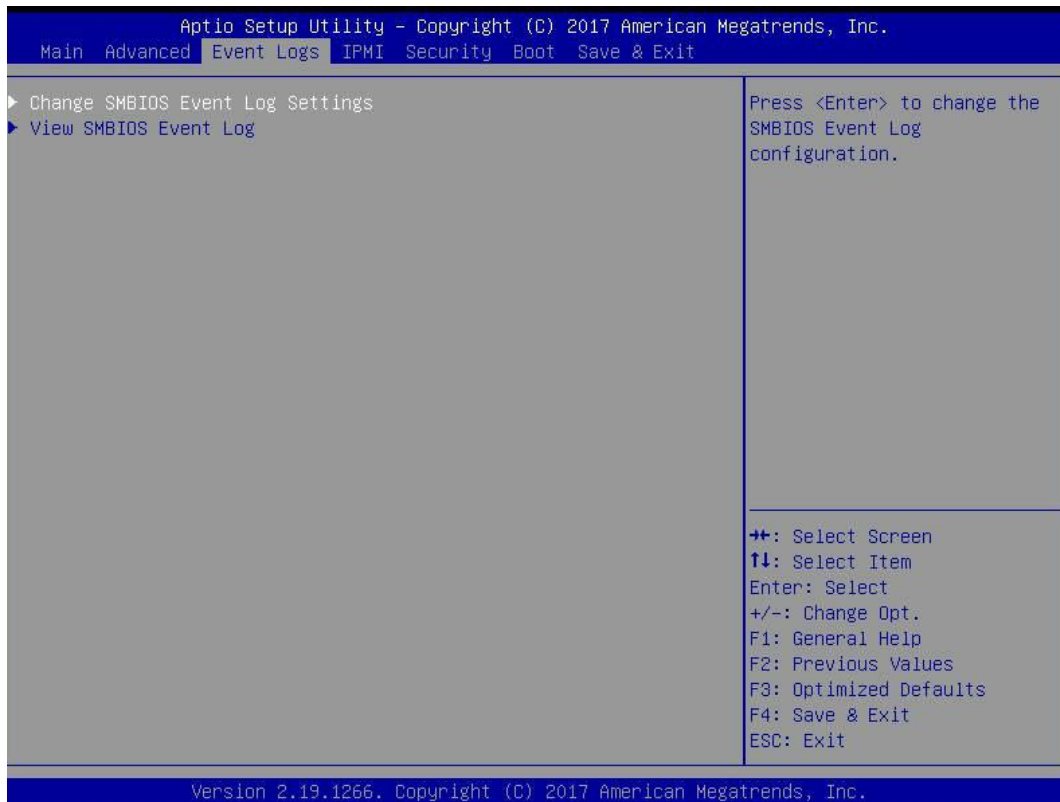 Aptio Setup Utility – Copyright (C) 2017 American Megatrends, Inc.
Main Advanced Event Logs IPMI Security Boot Save & Exit
▶ Change SMBIOS Event Log Settings
▶ View SMBIOS Event Log
Press <Enter> to change the
SMBIOS Event Log
configuration.
→←: Select Screen
↑↓: Select Item
Enter: Select
+/-: Change Opt.
F1: General Help
F2: Previous Values
F3: Optimized Defaults
F4: Save & Exit
ESC: Exit
Version 2.19.1266. Copyright (C) 2017 American Megatrends, Inc.